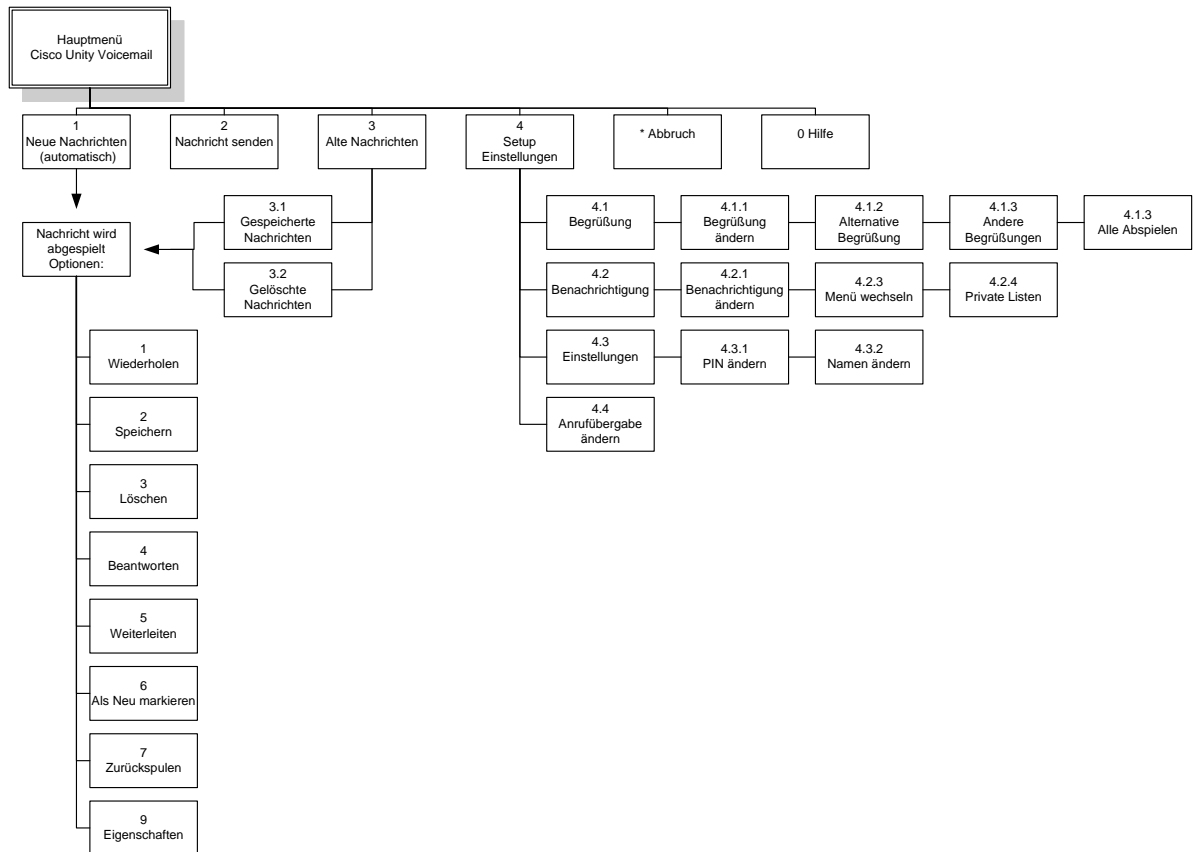 Hauptmenü
Cisco Unity Voicemail
1
Neue Nachrichten
(automatisch)
2
Nachricht senden
3
Alte Nachrichten
4
Setup
Einstellungen
* Abbruch
0 Hilfe
Nachricht wird
abgespielt
Optionen:
3.1
Gespeicherte
Nachrichten
3.2
Gelöschte
Nachrichten
4.1
Begrüßung
4.1.1
Begrüßung
ändern
4.1.2
Alternative
Begrüßung
4.1.3
Andere
Begrüßungen
4.1.3
Alle Abspielen
4.2
Benachrichtigung
4.2.1
Benachrichtigung
ändern
4.2.3
Menü wechseln
4.2.4
Private Listen
4.3
Einstellungen
4.3.1
PIN ändern
4.3.2
Namen ändern
4.4
Anrufübergabe
ändern
1
Wiederholen
2
Speichern
3
Löschen
4
Beantworten
5
Weiterleiten
6
Als Neu markieren
7
Zurückspulen
9
Eigenschaften